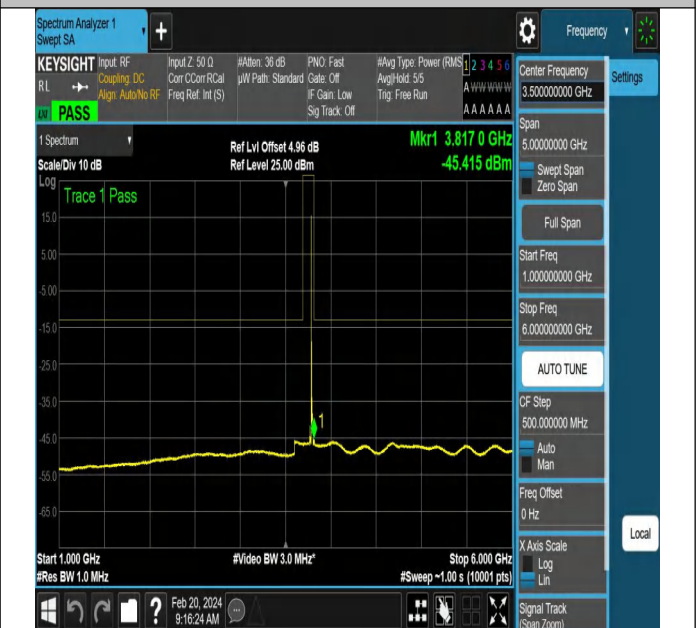 Spectrum Analyzer 1
Swept SA
+
Frequency
KEYSIGHT
RL
LXI
PASS
Input: RF
Coupling: DC
Align: Auto/No RF
Input Z: 50 Ω
Corr CCorr RCal
Freq Ref: Int (S)
#Atten: 36 dB
µW Path: Standard
PNO: Fast
Gate: Off
IF Gain: Low
Sig Track: Off
#Avg Type: Power (RMS
Avg|Hold: 5/5
Trig: Free Run
1 2 3 4 5 6
A W W W W W
A A A A A A
1 Spectrum
Scale/Div 10 dB
Ref Lvl Offset 4.96 dB
Ref Level 25.00 dBm
Mkr1 3.817 0 GHz
-45.415 dBm
Log
Trace 1 Pass
15.0
5.00
-5.00
-15.0
-25.0
-35.0
-45.0
-55.0
-65.0
1
Start 1.000 GHz
#Res BW 1.0 MHz
#Video BW 3.0 MHz*
Stop 6.000 GHz
#Sweep ~1.00 s (10001 pts)
?
Feb 20, 2024
9:16:24 AM
Center Frequency
3.500000000 GHz
Settings
Span
5.00000000 GHz
Swept Span
Zero Span
Full Span
Start Freq
1.000000000 GHz
Stop Freq
6.000000000 GHz
AUTO TUNE
CF Step
500.000000 MHz
Auto
Man
Freq Offset
0 Hz
X Axis Scale
Log
Lin
Local
Signal Track
(Span Zoom)